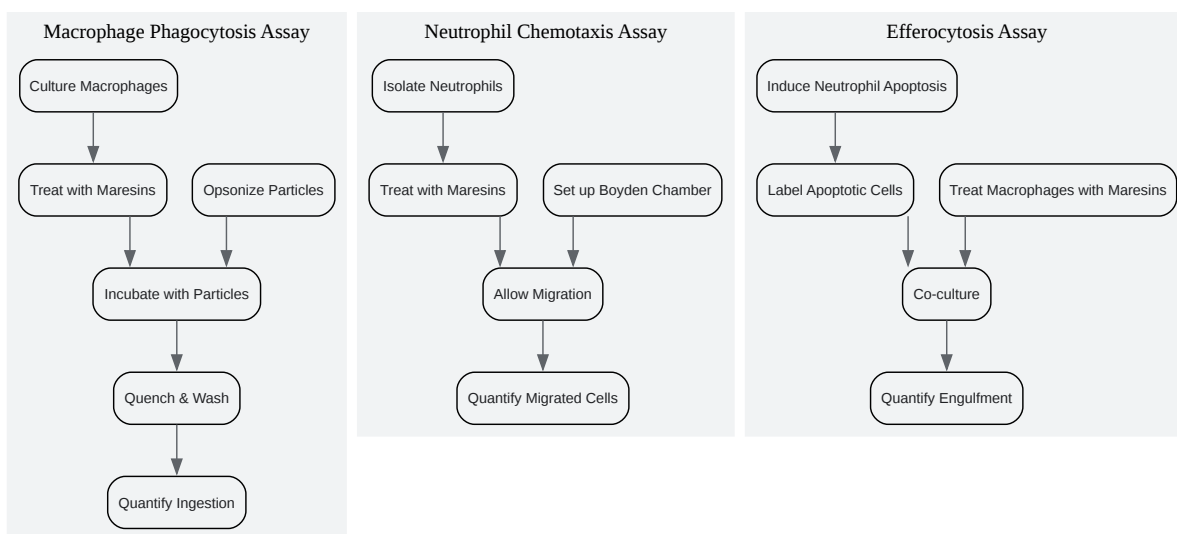 Macrophage Phagocytosis Assay
Culture Macrophages
Treat with Maresins
Opsonize Particles
Incubate with Particles
Quench & Wash
Quantify Ingestion
Neutrophil Chemotaxis Assay
Isolate Neutrophils
Treat with Maresins
Set up Boyden Chamber
Allow Migration
Quantify Migrated Cells
Efferocytosis Assay
Induce Neutrophil Apoptosis
Label Apoptotic Cells
Treat Macrophages with Maresins
Co-culture
Quantify Engulfment